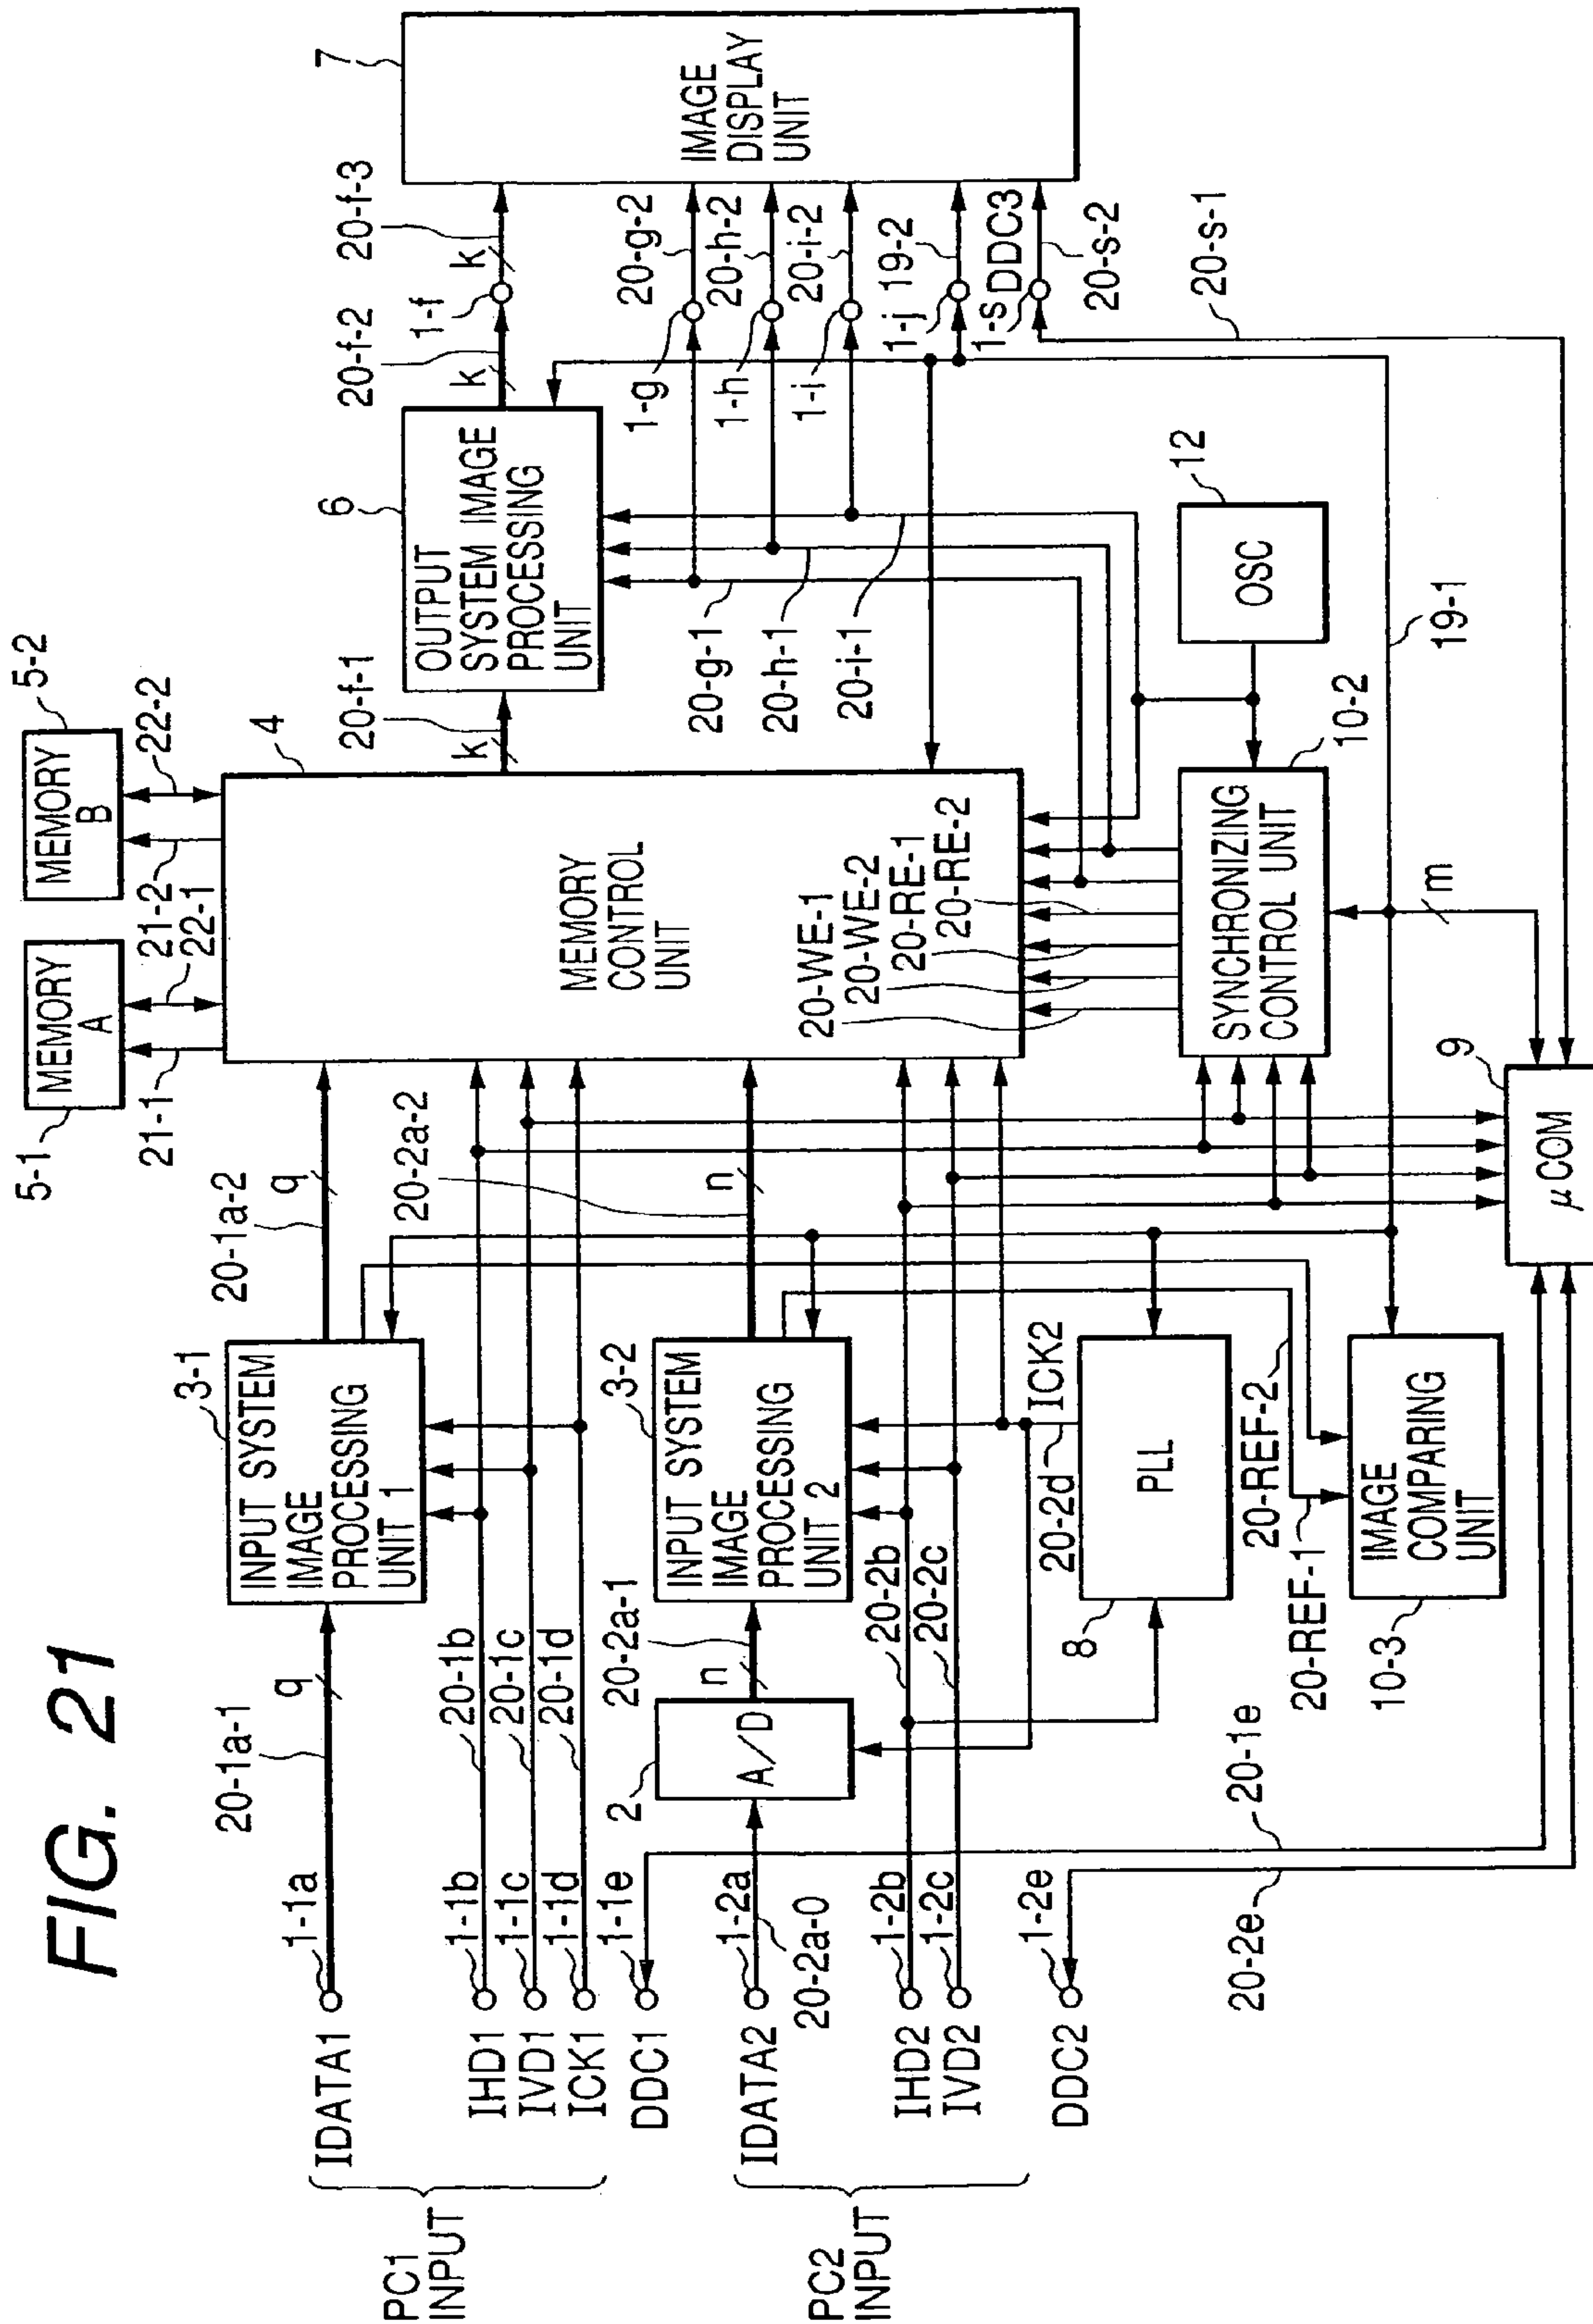 FIG. 21
PC1
INPUT
IDATA1
1-1a
20-1a-1
q
IHD1
1-1b
20-1b
IVD1
1-1c
20-1c
ICK1
1-1d
20-1d
DDC1
1-1e
PC2
INPUT
IDATA2
1-2a
20-2a-0
2
A/D
n
20-2a-1
IHD2
1-2b
20-2b
IVD2
1-2c
20-2c
DDC2
1-2e
20-2e
20-1e
3-1
INPUT SYSTEM
IMAGE
PROCESSING
UNIT 1
20-1a-2
q
3-2
INPUT SYSTEM
IMAGE
PROCESSING
UNIT 2
20-2a-2
n
20-2d
ICK2
8
PLL
20-REF-1
20-REF-2
10-3
IMAGE
COMPARING
UNIT
5-1
MEMORY
A
21-1
22-1
5-2
MEMORY
B
21-2
22-2
4
MEMORY
CONTROL
UNIT
20-WE-1
20-WE-2
20-RE-1
20-RE-2
SYNCHRONIZING
CONTROL UNIT
10-2
9
μCOM
m
OSC
12
19-1
20-f-1
k
6
OUTPUT
SYSTEM IMAGE
PROCESSING
UNIT
20-g-1
20-h-1
20-i-1
20-f-2
k
1-f
20-f-3
k
1-g
20-g-2
1-h
20-h-2
1-i
20-i-2
1-j
19-2
1-s
DDC3
20-s-2
20-s-1
7
IMAGE
DISPLAY
UNIT